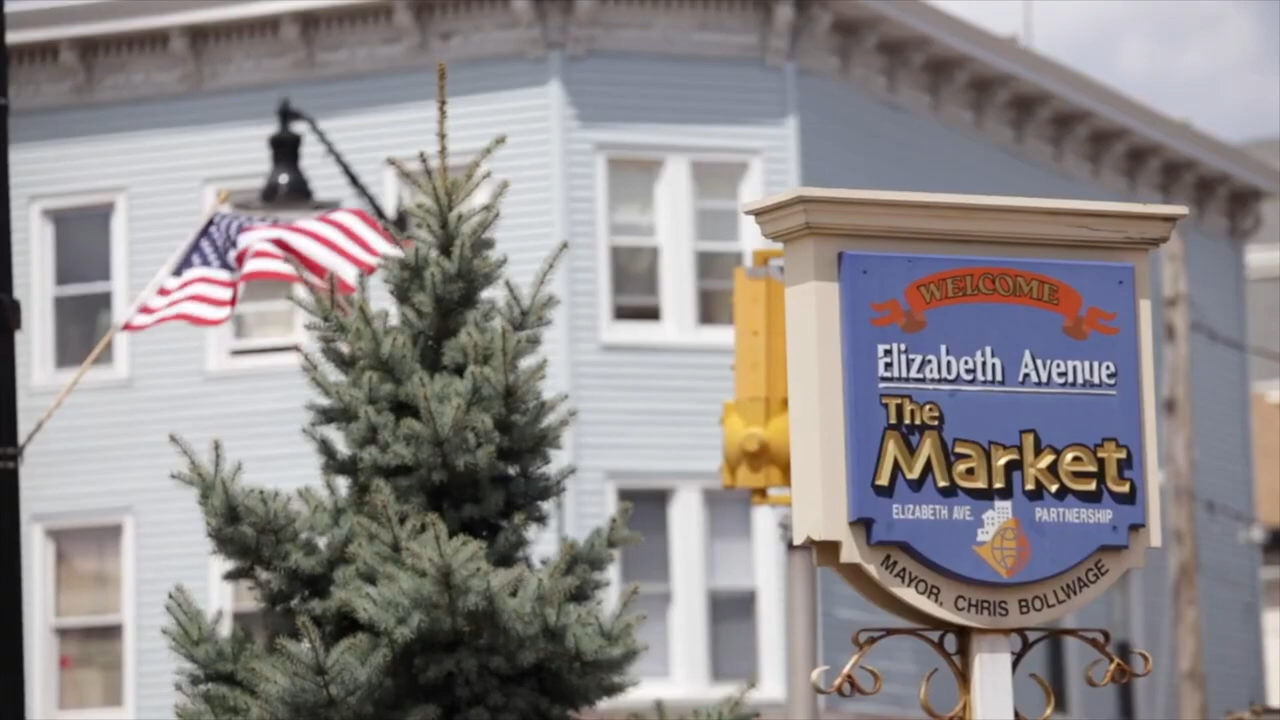 WELCOME
Elizabeth Avenue
The
Market
ELIZABETH AVE. PARTNERSHIP
MAYOR, CHRIS BOLLWAGE